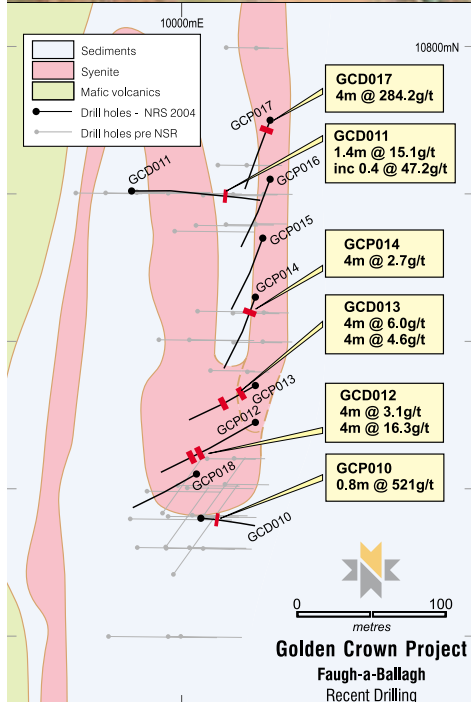 10000mE
10800mN
Sediments
Syenite
Mafic volcanics
Drill holes - NRS 2004
Drill holes pre NSR
GCD017
4m @ 284.2g/t
GCD011
1.4m @ 15.1g/t
inc 0.4 @ 47.2g/t
GCP014
4m @ 2.7g/t
GCD013
4m @ 6.0g/t
4m @ 4.6g/t
GCD012
4m @ 3.1g/t
4m @ 16.3g/t
GCP010
0.8m @ 521g/t
GCP017
GCD011
GCP016
GCP015
GCP014
GCP013
GCP012
GCP018
GCD010
0
100
metres
Golden Crown Project
Faugh-a-Ballagh
Recent Drilling